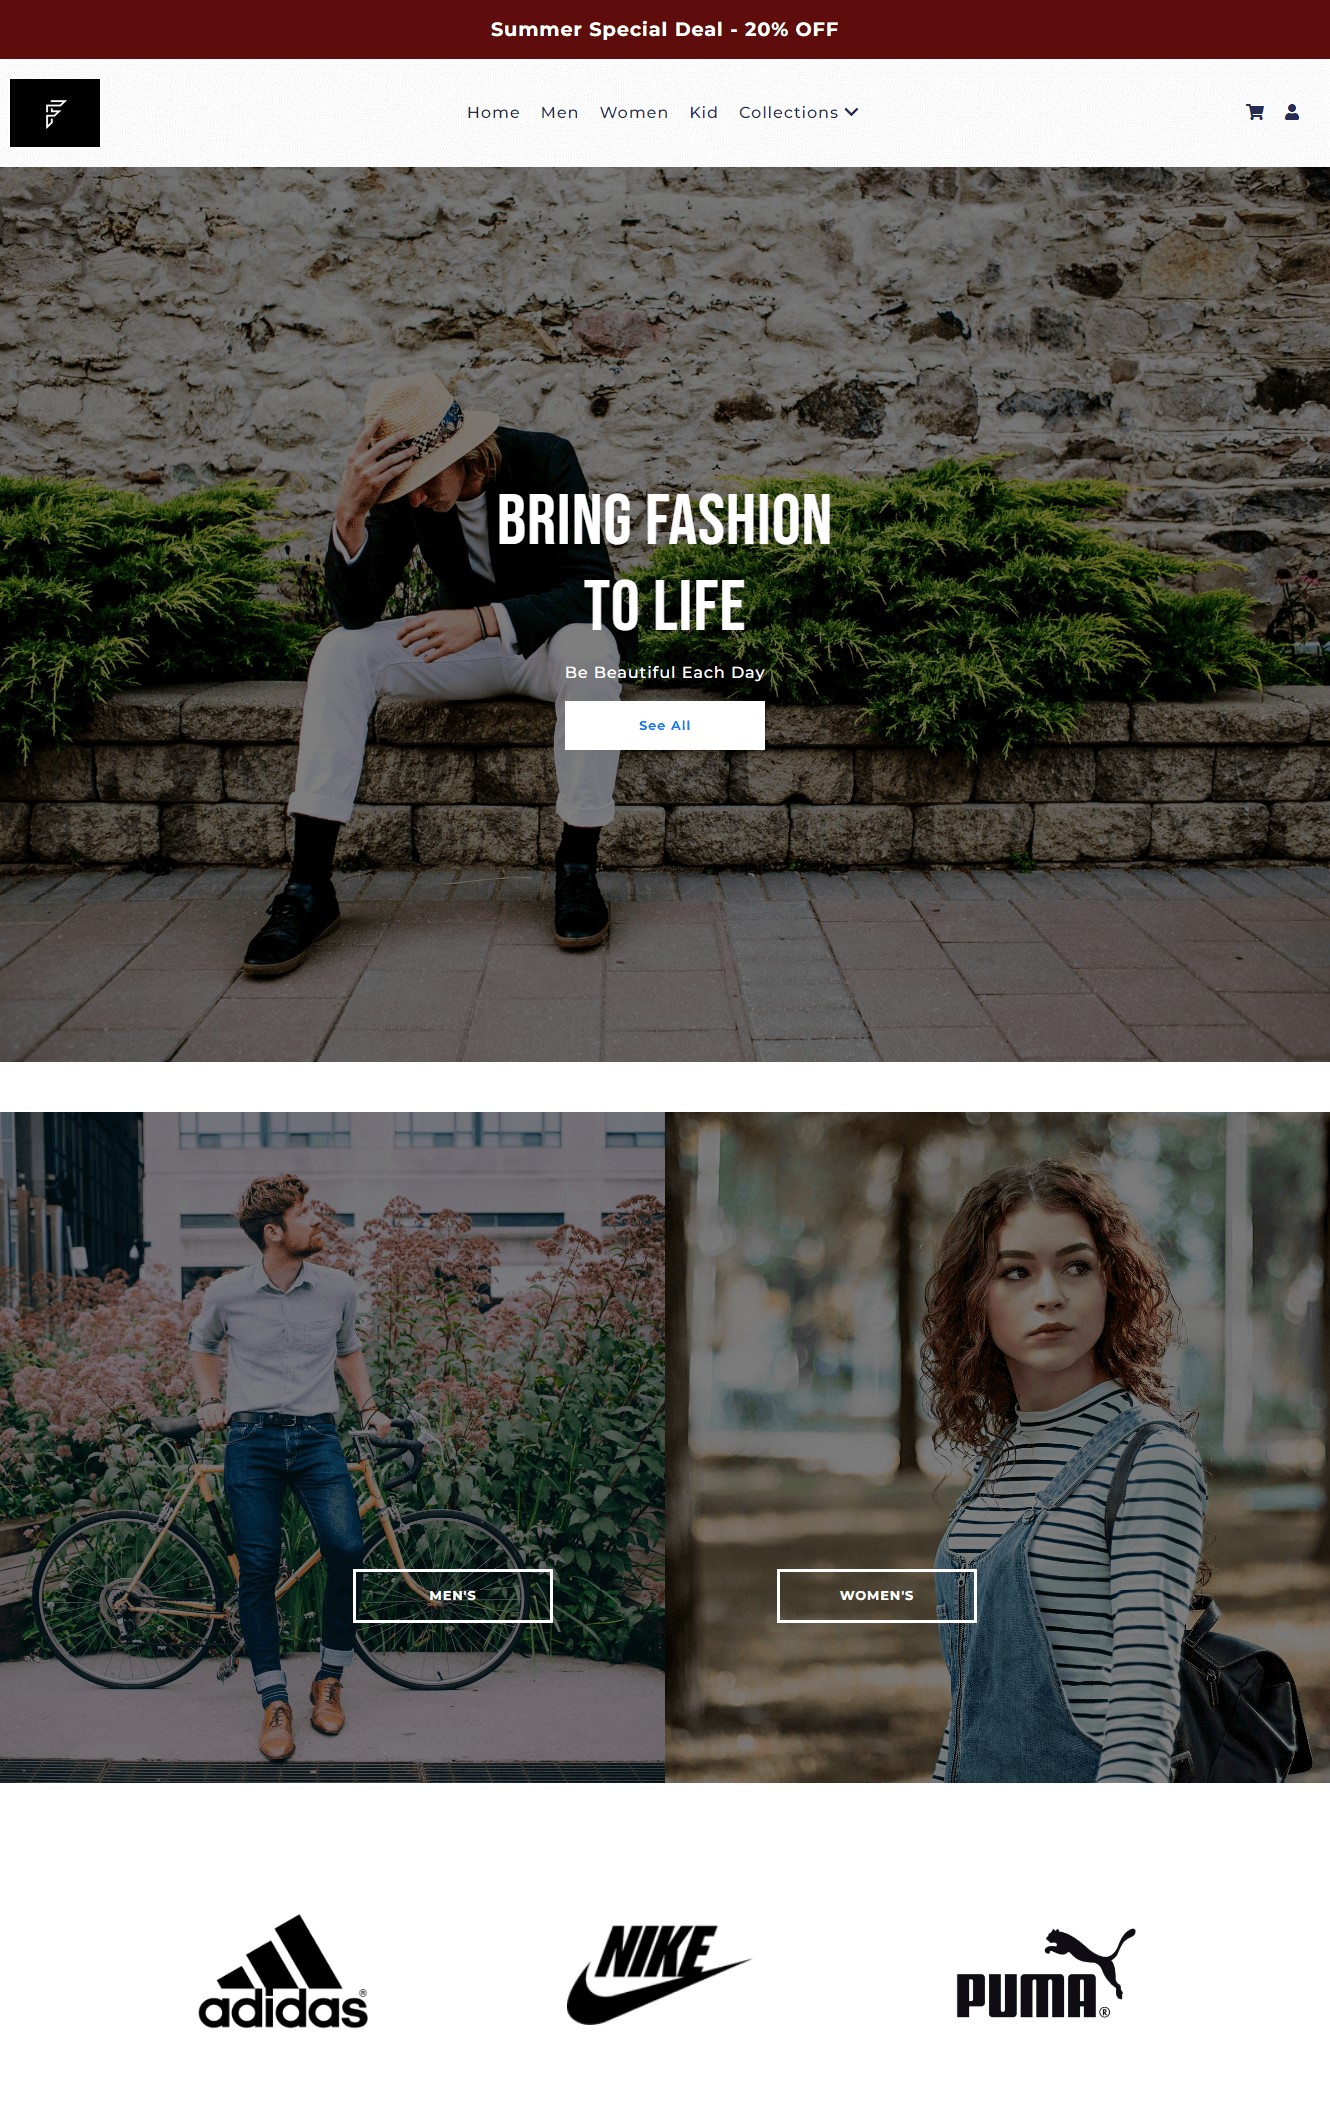 Summer Special Deal - 20% OFF
F
Home Men Women Kid Collections
BRING FASHION
TO LIFE
Be Beautiful Each Day
See All
MEN'S
WOMEN'S
adidas®
NIKE
PUMA®